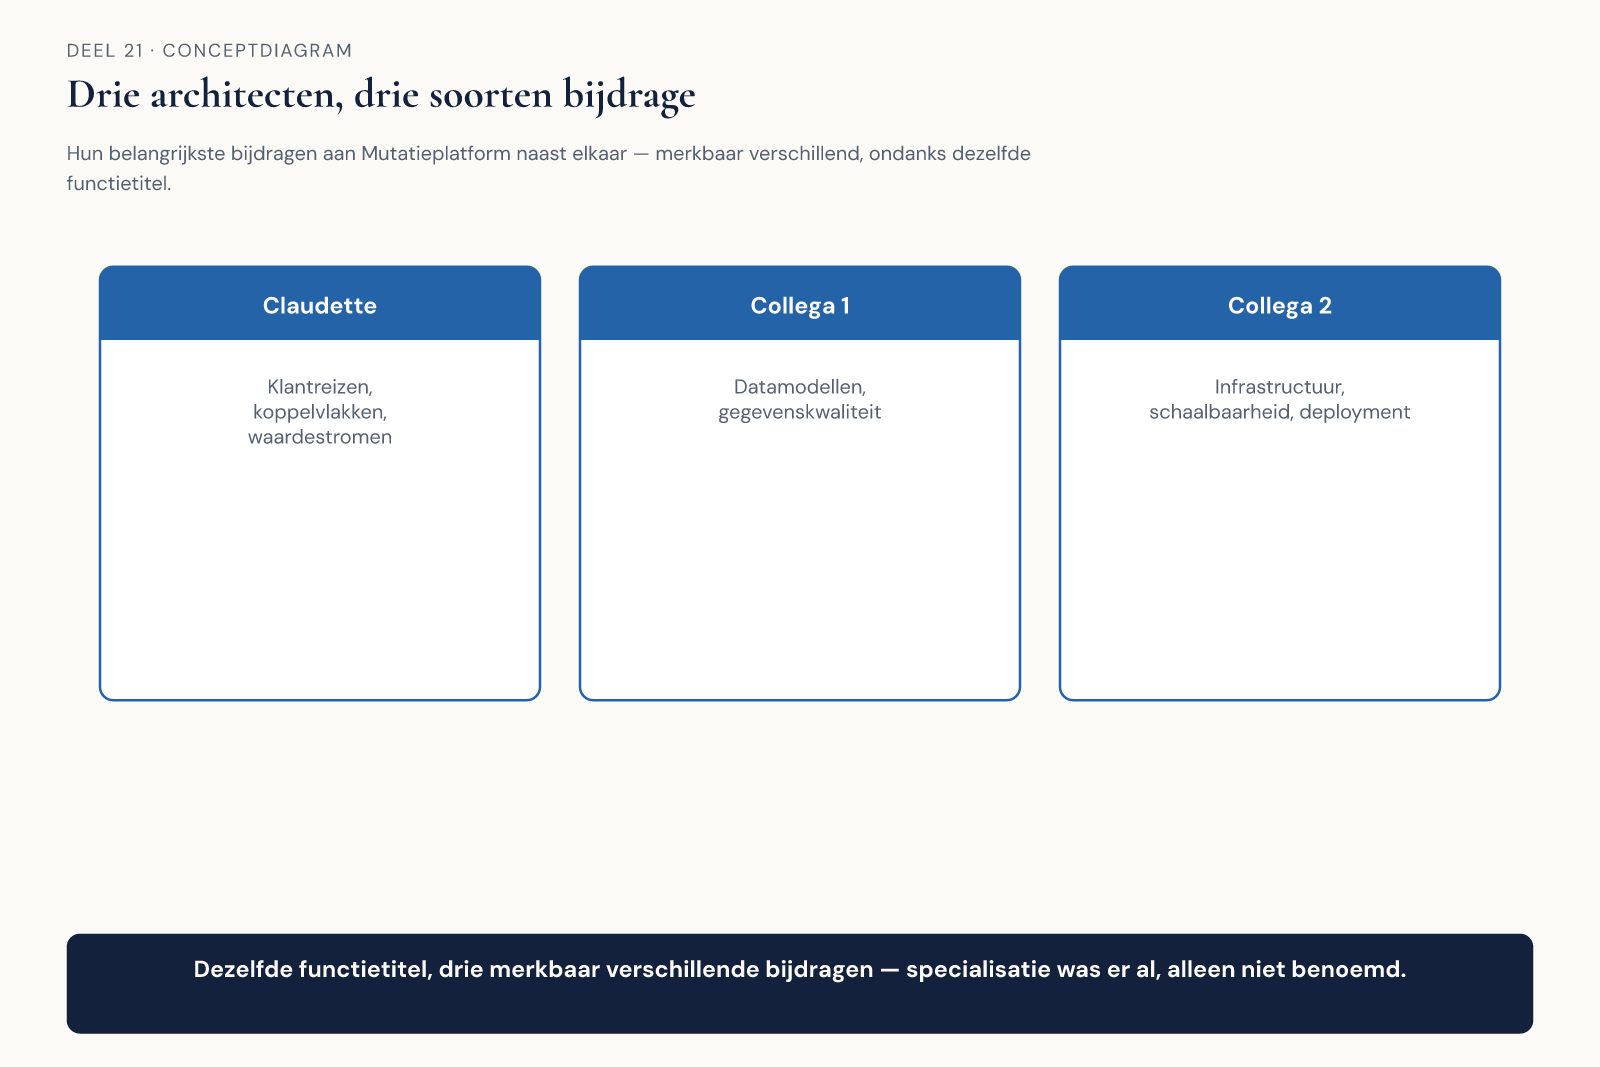 DEEL 21 · CONCEPTDIAGRAM
Drie architecten, drie soorten bijdrage
Hun belangrijkste bijdragen aan Mutatieplatform naast elkaar — merkbaar verschillend, ondanks dezelfde
functietitel.
Claudette
Klantreizen,
koppelvlakken,
waardestromen
Collega 1
Datamodellen,
gegevenskwaliteit
Collega 2
Infrastructuur,
schaalbaarheid, deployment
Dezelfde functietitel, drie merkbaar verschillende bijdragen — specialisatie was er al, alleen niet benoemd.